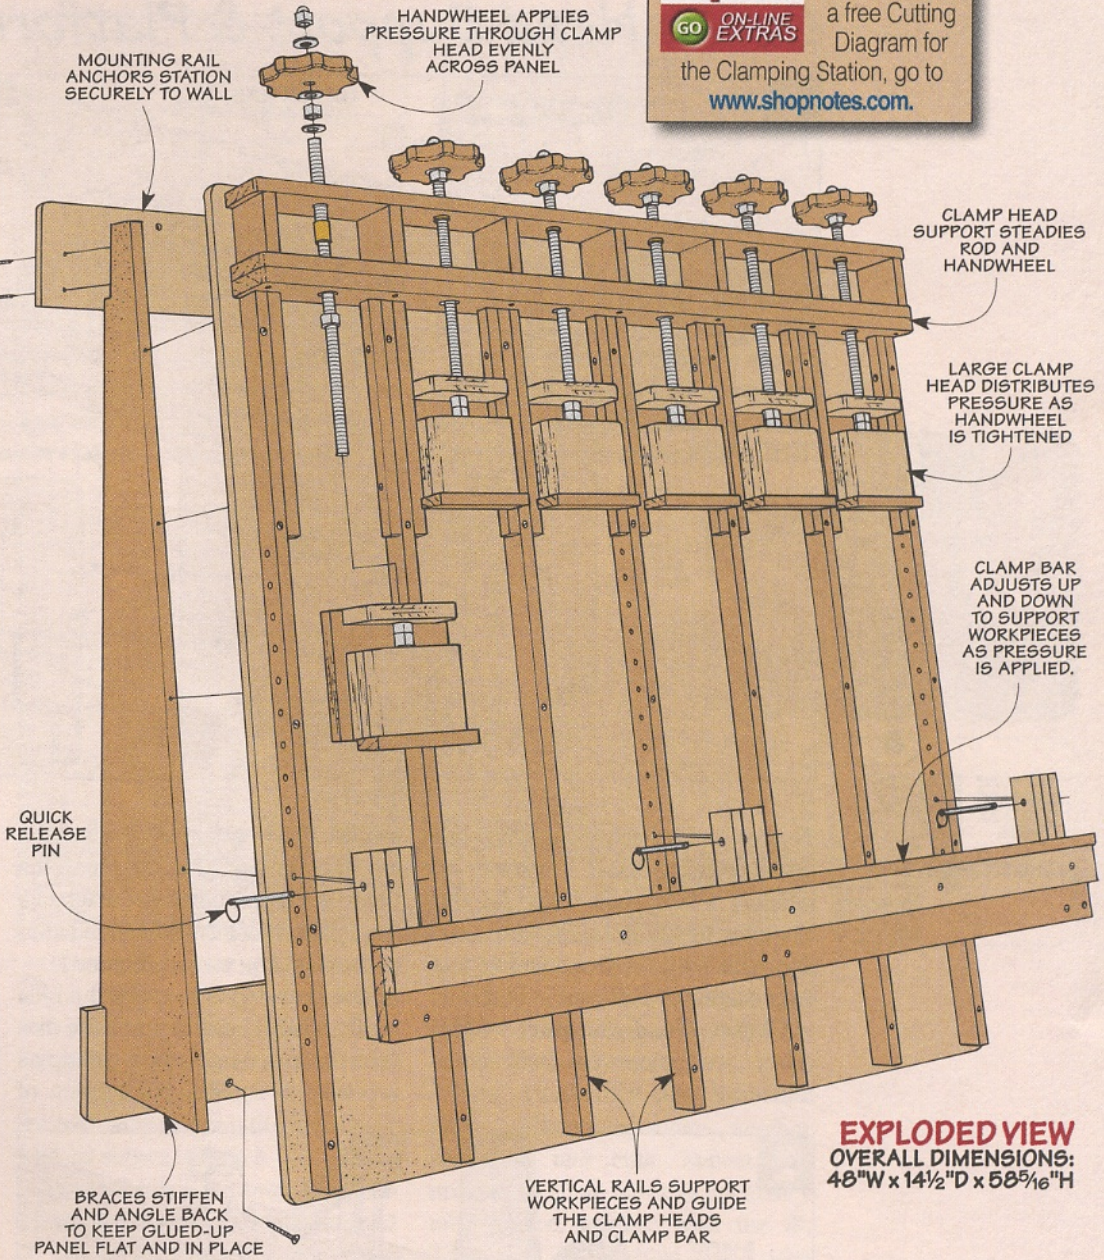 HANDWHEEL APPLIES
PRESSURE THROUGH CLAMP
HEAD EVENLY
ACROSS PANEL
GO ON-LINE
EXTRAS
a free Cutting
Diagram for
the Clamping Station, go to
www.shopnotes.com.
MOUNTING RAIL
ANCHORS STATION
SECURELY TO WALL
CLAMP HEAD
SUPPORT STEADIES
ROD AND
HANDWHEEL
LARGE CLAMP
HEAD DISTRIBUTES
PRESSURE AS
HANDWHEEL
IS TIGHTENED
CLAMP BAR
ADJUSTS UP
AND DOWN
TO SUPPORT
WORKPIECES
AS PRESSURE
IS APPLIED.
QUICK
RELEASE
PIN
BRACES STIFFEN
AND ANGLE BACK
TO KEEP GLUED-UP
PANEL FLAT AND IN PLACE
VERTICAL RAILS SUPPORT
WORKPIECES AND GUIDE
THE CLAMP HEADS
AND CLAMP BAR
EXPLODED VIEW
OVERALL DIMENSIONS:
48"W x 14½"D x 58⁵⁄₁₆"H